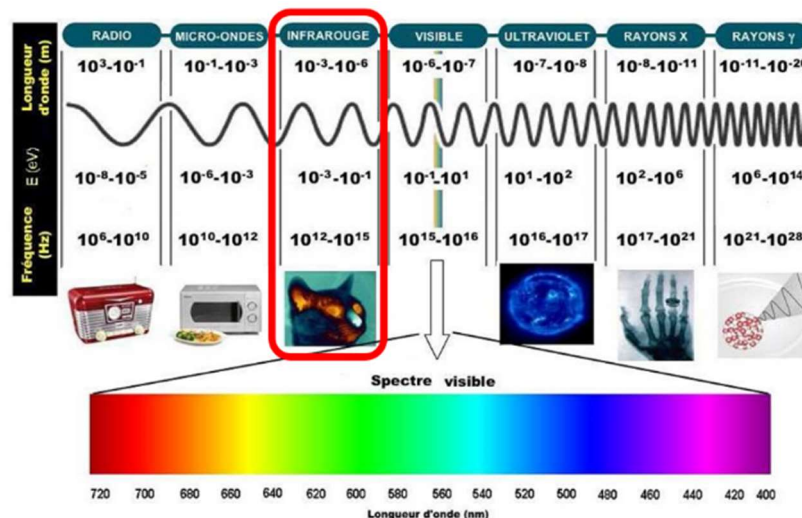 RADIO MICRO-ONDES INFRAROUGE VISIBLE ULTRAVIOLET RAYONS X RAYONS γ
Longueur
d'onde (m)
10³-10⁻¹ 10⁻¹-10⁻³ 10⁻³-10⁻⁶ 10⁻⁶-10⁻⁷ 10⁻⁷-10⁻⁸ 10⁻⁸-10⁻¹¹ 10⁻¹¹-10⁻²⁰
E (eV)
10⁻⁸-10⁻⁵ 10⁻⁶-10⁻³ 10⁻³-10⁻¹ 10⁻¹-10¹ 10¹-10² 10²-10⁶ 10⁶-10¹⁴
Fréquence
(Hz)
10⁶-10¹⁰ 10¹⁰-10¹² 10¹²-10¹⁵ 10¹⁵-10¹⁶ 10¹⁶-10¹⁷ 10¹⁷-10²¹ 10²¹-10²⁸
Spectre visible
720 700 680 660 640 620 600 580 560 540 520 500 480 460 440 420 400
Longueur d'onde (nm)